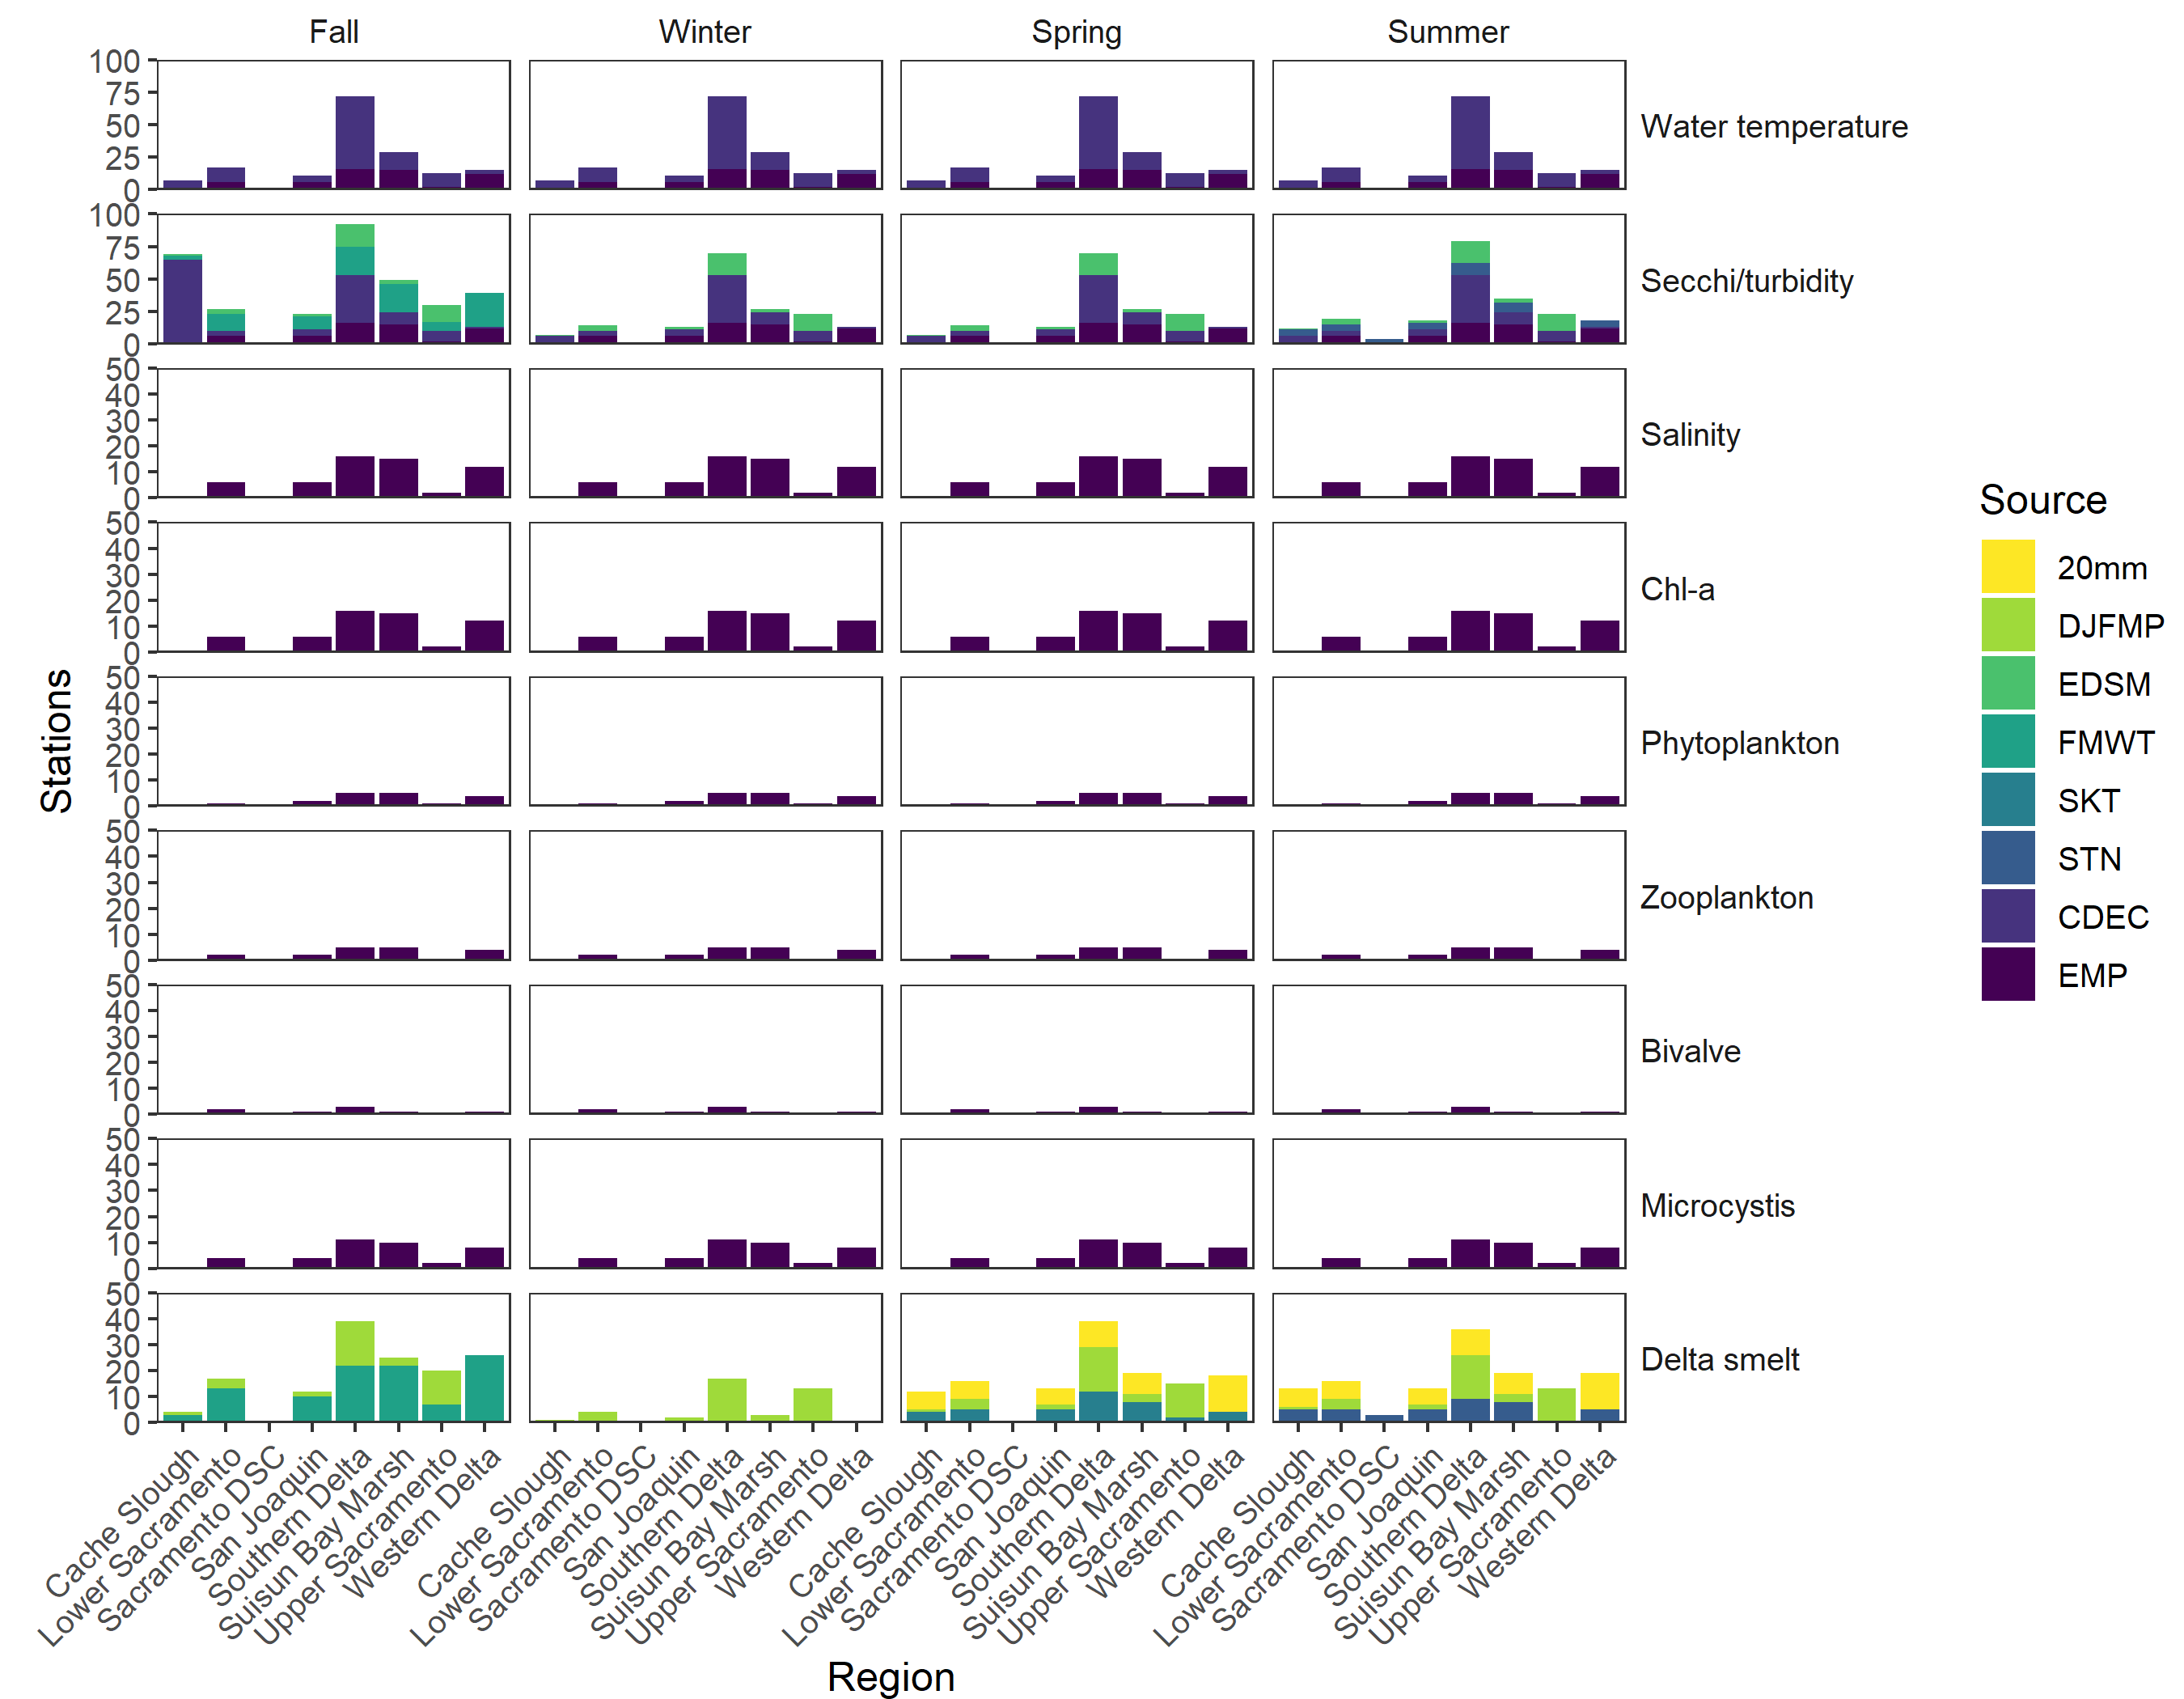 Fall Winter Spring Summer
100
75
50
25
0
Water temperature
100
75
50
25
0
Secchi/turbidity
50
40
30
20
10
0
Salinity
50
40
30
20
10
0
Chl-a
50
40
30
20
10
0
Phytoplankton
50
40
30
20
10
0
Zooplankton
50
40
30
20
10
0
Bivalve
50
40
30
20
10
0
Microcystis
50
40
30
20
10
0
Delta smelt
Stations
Cache Slough
Lower Sacramento
Sacramento DSC
San Joaquin
Southern Delta
Suisun Bay Marsh
Upper Sacramento
Western Delta
Cache Slough
Lower Sacramento
Sacramento DSC
San Joaquin
Southern Delta
Suisun Bay Marsh
Upper Sacramento
Western Delta
Cache Slough
Lower Sacramento
Sacramento DSC
San Joaquin
Southern Delta
Suisun Bay Marsh
Upper Sacramento
Western Delta
Cache Slough
Lower Sacramento
Sacramento DSC
San Joaquin
Southern Delta
Suisun Bay Marsh
Upper Sacramento
Western Delta
Region
Source
20mm
DJFMP
EDSM
FMWT
SKT
STN
CDEC
EMP